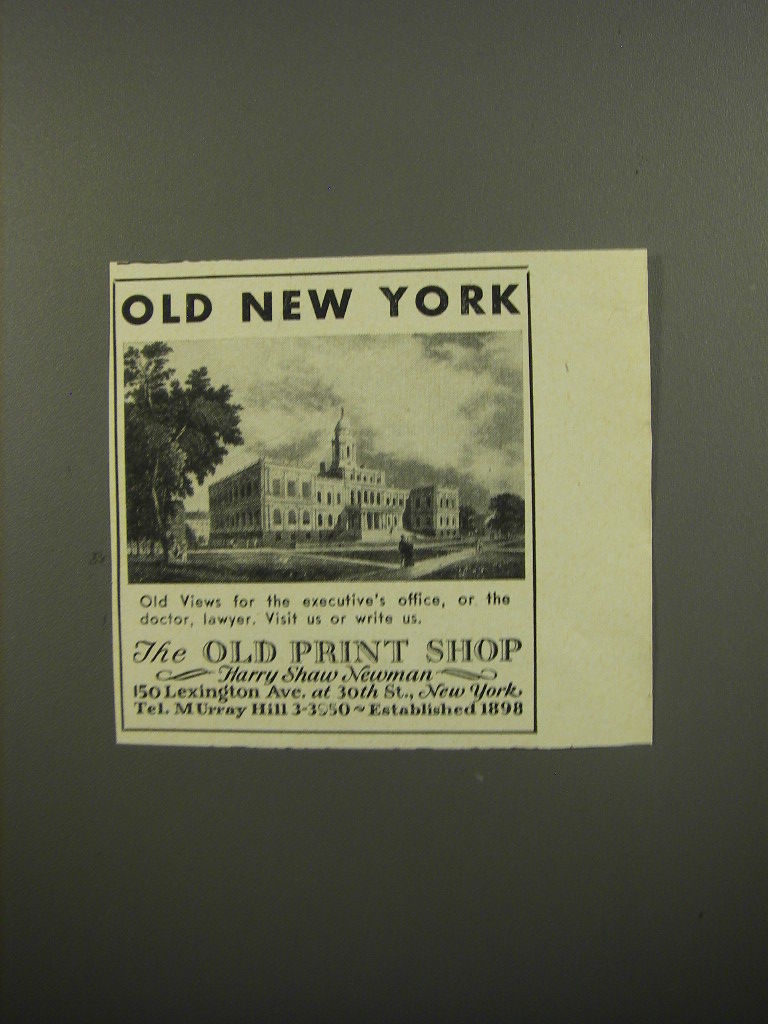 OLD NEW YORK
Old Views for the executive's office, or the
doctor, lawyer. Visit us or write us.
The OLD PRINT SHOP
Harry Shaw Newman
150 Lexington Ave. at 30th St., New York
Tel. MUrray Hill 3-3950 ~ Established 1898